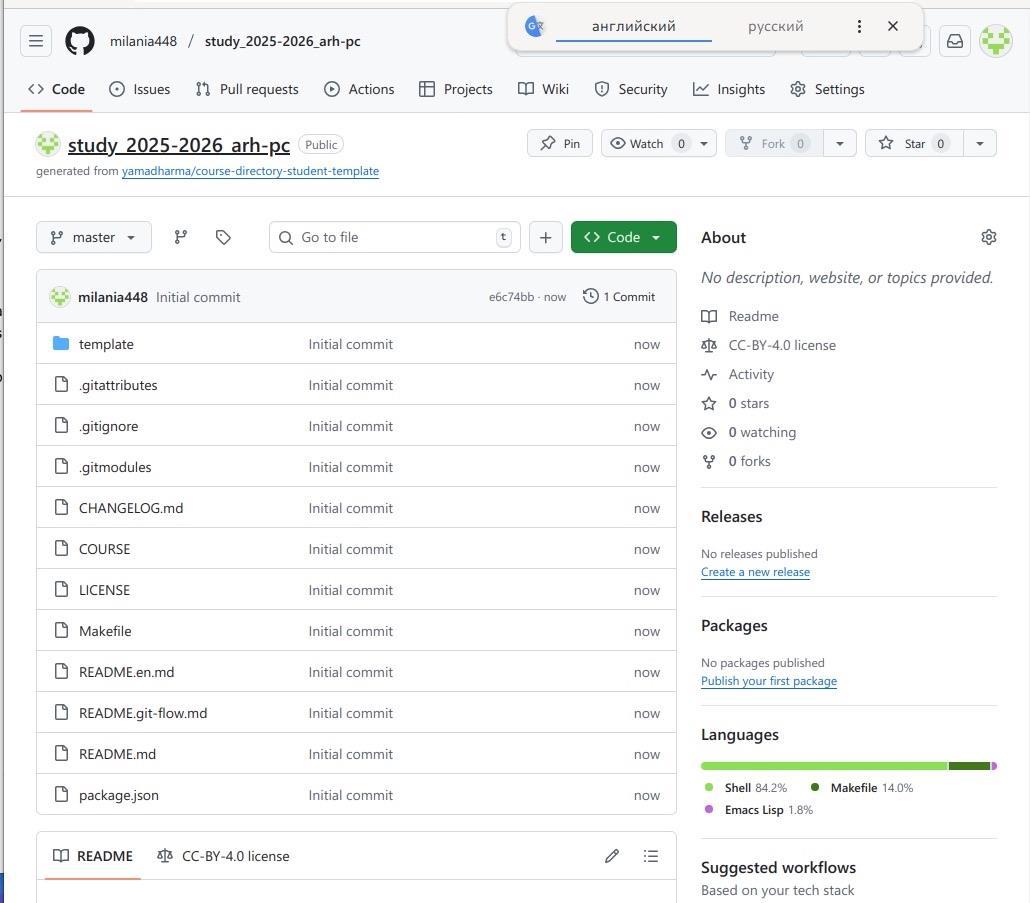 английский русский
milania448 / study_2025-2026_arh-pc
Code Issues Pull requests Actions Projects Wiki Security Insights Settings
study_2025-2026_arh-pc Public
Pin Watch 0 Fork 0 Star 0
generated from yamadharma/course-directory-student-template
master Go to file t + Code
milania448 Initial commit e6c74bb · now 1 Commit
template Initial commit now
.gitattributes Initial commit now
.gitignore Initial commit now
.gitmodules Initial commit now
CHANGELOG.md Initial commit now
COURSE Initial commit now
LICENSE Initial commit now
Makefile Initial commit now
README.en.md Initial commit now
README.git-flow.md Initial commit now
README.md Initial commit now
package.json Initial commit now
README CC-BY-4.0 license
About
No description, website, or topics provided.
Readme
CC-BY-4.0 license
Activity
0 stars
0 watching
0 forks
Releases
No releases published
Create a new release
Packages
No packages published
Publish your first package
Languages
Shell 84.2% Makefile 14.0%
Emacs Lisp 1.8%
Suggested workflows
Based on your tech stack